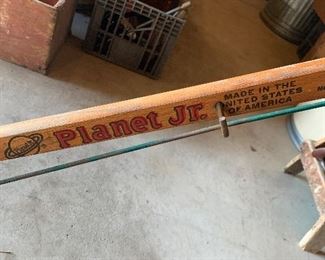 Planet Jr.
MADE IN THE
UNITED STATES
OF AMERICA